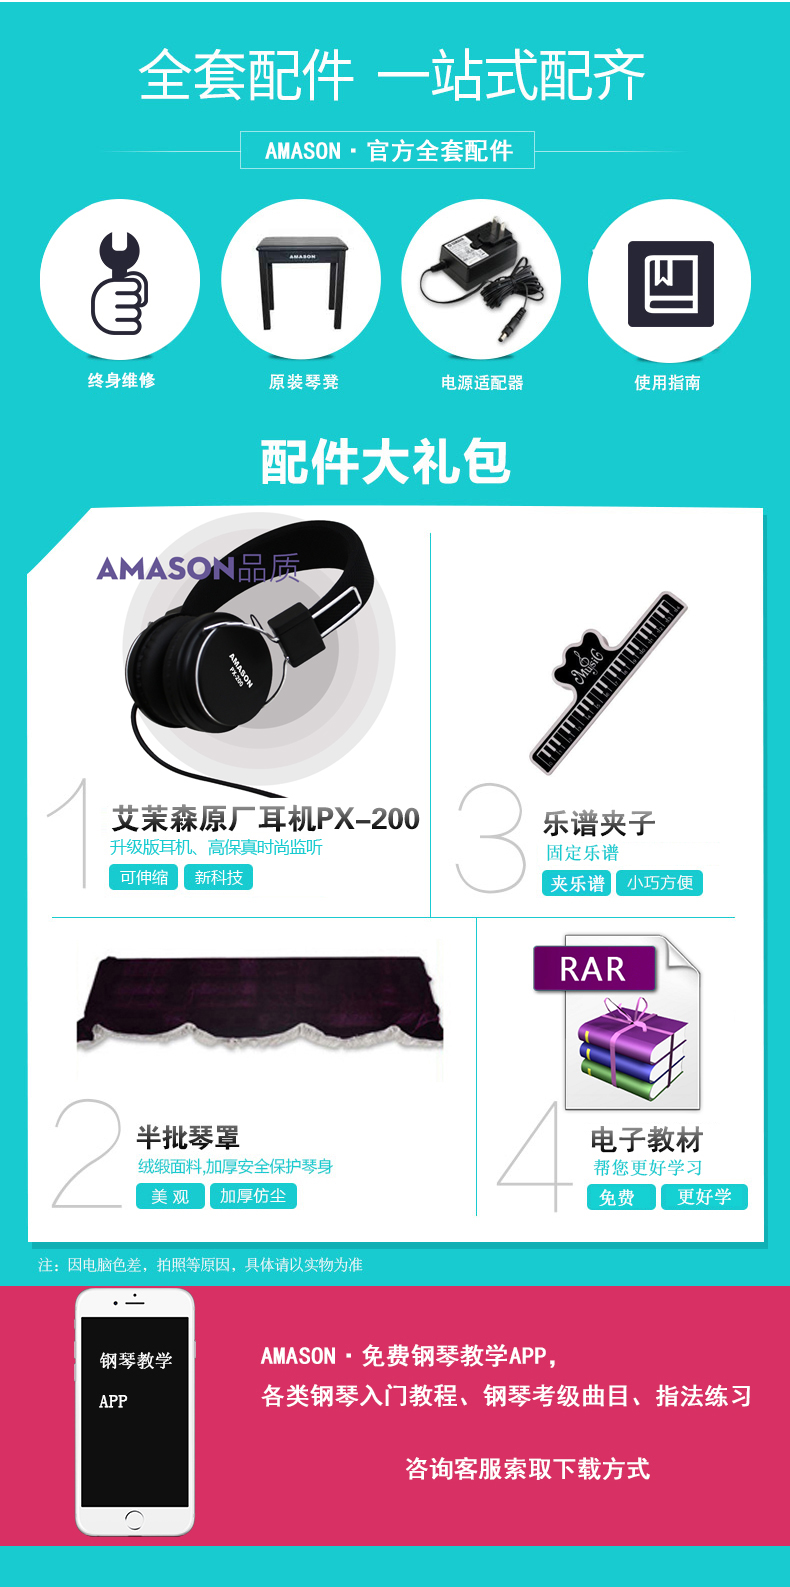 全套配件 一站式配齐
AMASON·官方全套配件
AMASON
终身维修
原装琴凳
电源适配器
使用指南
配件大礼包
AMASON品质
AMASON
PX-200
Music
1
艾茉森原厂耳机PX-200
升级版耳机、高保真时尚监听
可伸缩
新科技
3
乐谱夹子
固定乐谱
夹乐谱
小巧方便
RAR
2
半批琴罩
绒缎面料,加厚安全保护琴身
美 观
加厚仿尘
4
电子教材
帮您更好学习
免费
更好学
注：因电脑色差，拍照等原因，具体请以实物为准
钢琴教学
APP
AMASON·免费钢琴教学APP，
各类钢琴入门教程、钢琴考级曲目、指法练习
咨询客服索取下载方式